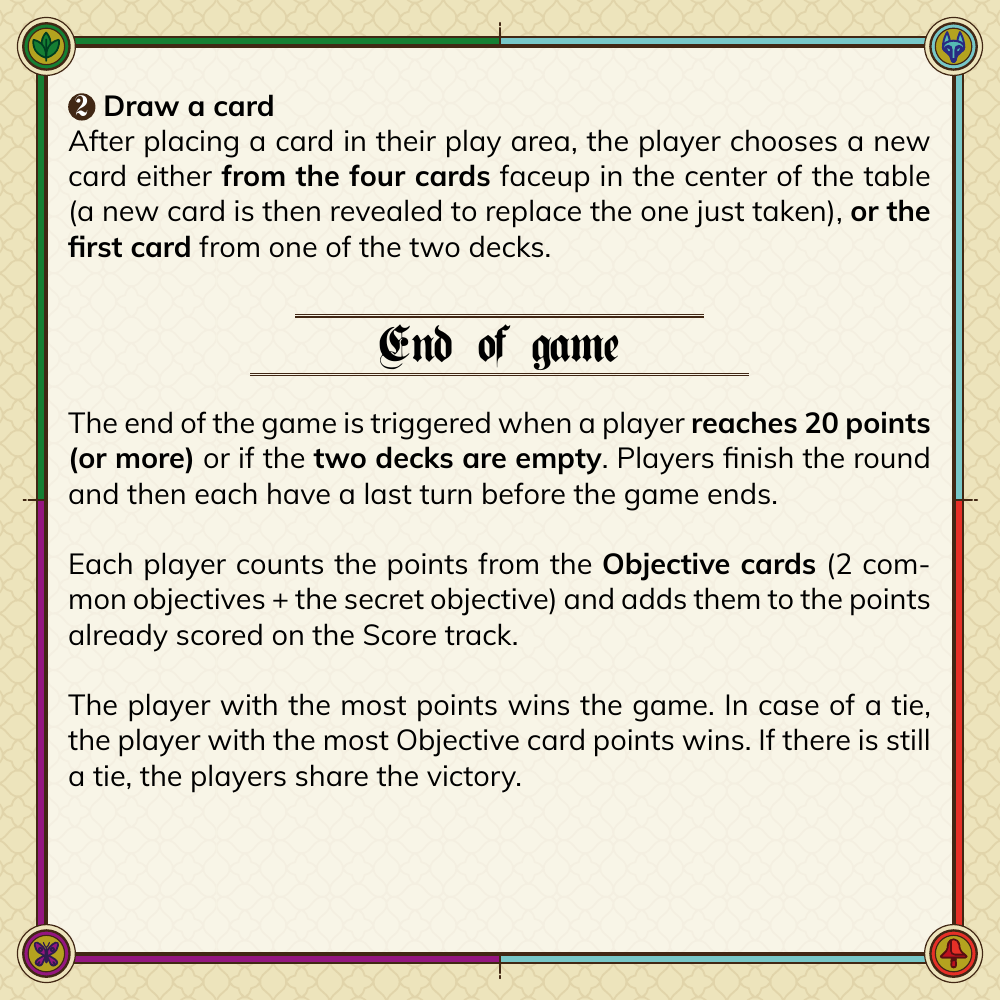 2 Draw a card
After placing a card in their play area, the player chooses a new
card either from the four cards faceup in the center of the table
(a new card is then revealed to replace the one just taken), or the
first card from one of the two decks.
End of game
The end of the game is triggered when a player reaches 20 points
(or more) or if the two decks are empty. Players finish the round
and then each have a last turn before the game ends.
Each player counts the points from the Objective cards (2 com-
mon objectives + the secret objective) and adds them to the points
already scored on the Score track.
The player with the most points wins the game. In case of a tie,
the player with the most Objective card points wins. If there is still
a tie, the players share the victory.